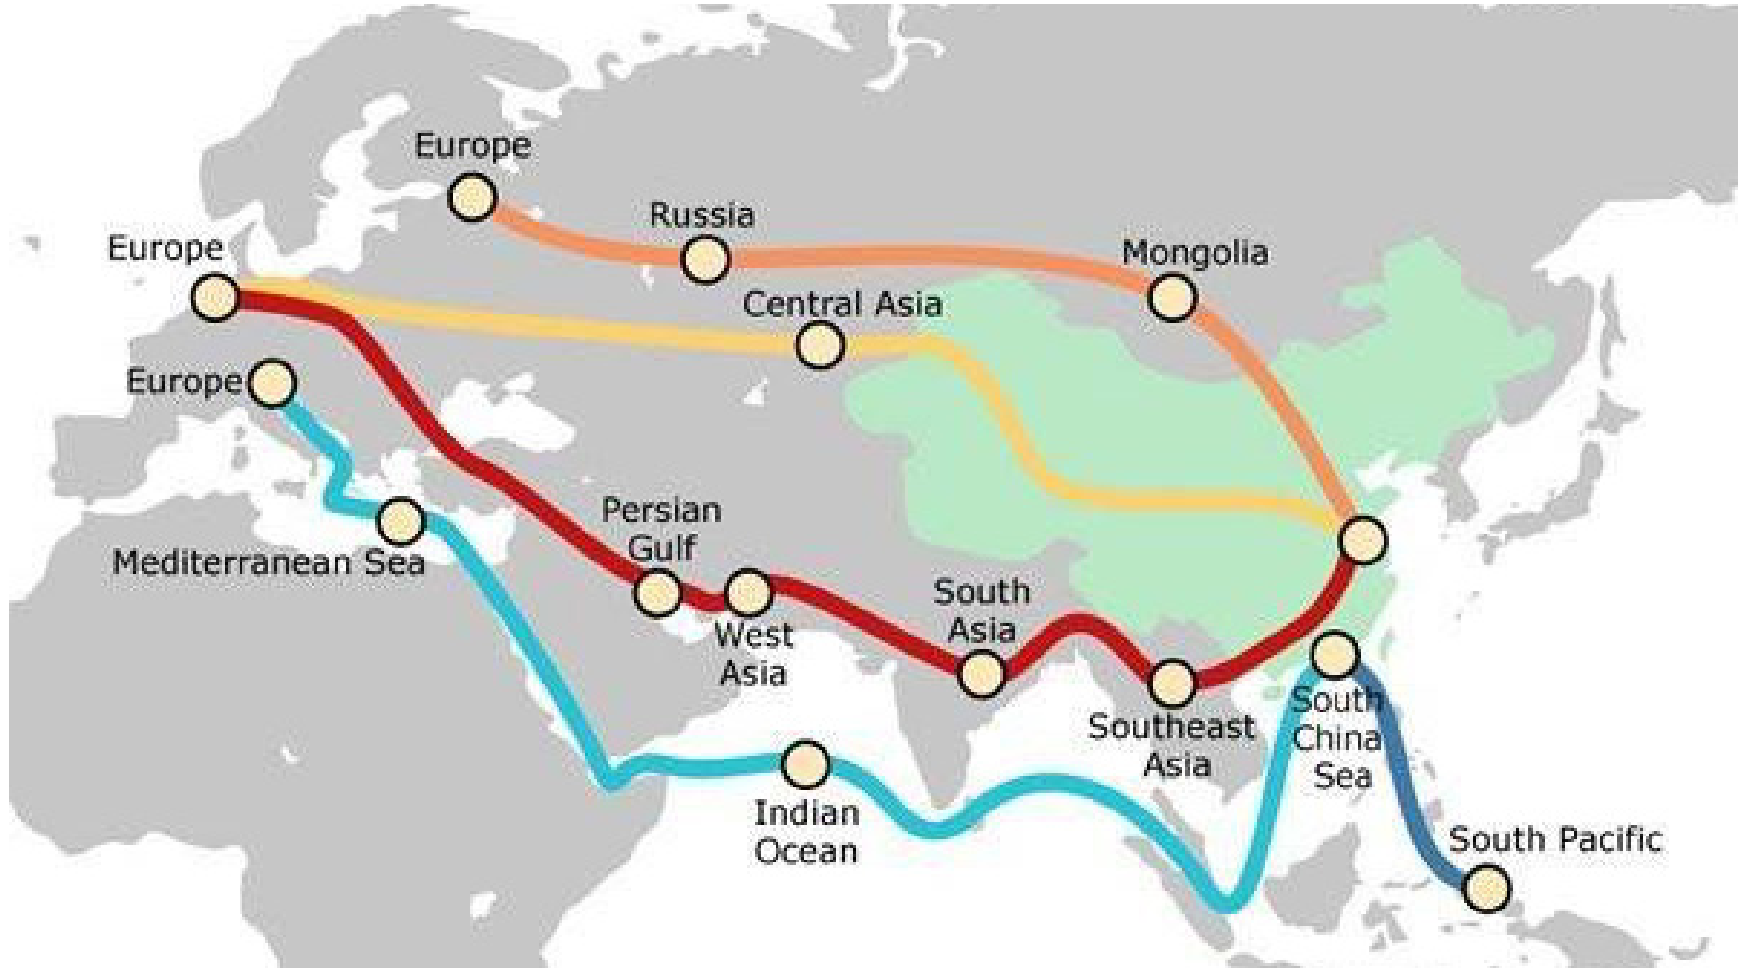 Europe
Russia
Europe
Mongolia
Central Asia
Europe
Persian
Gulf
Mediterranean Sea
South
Asia
West
Asia
South
China
Sea
Southeast
Asia
Indian
Ocean
South Pacific